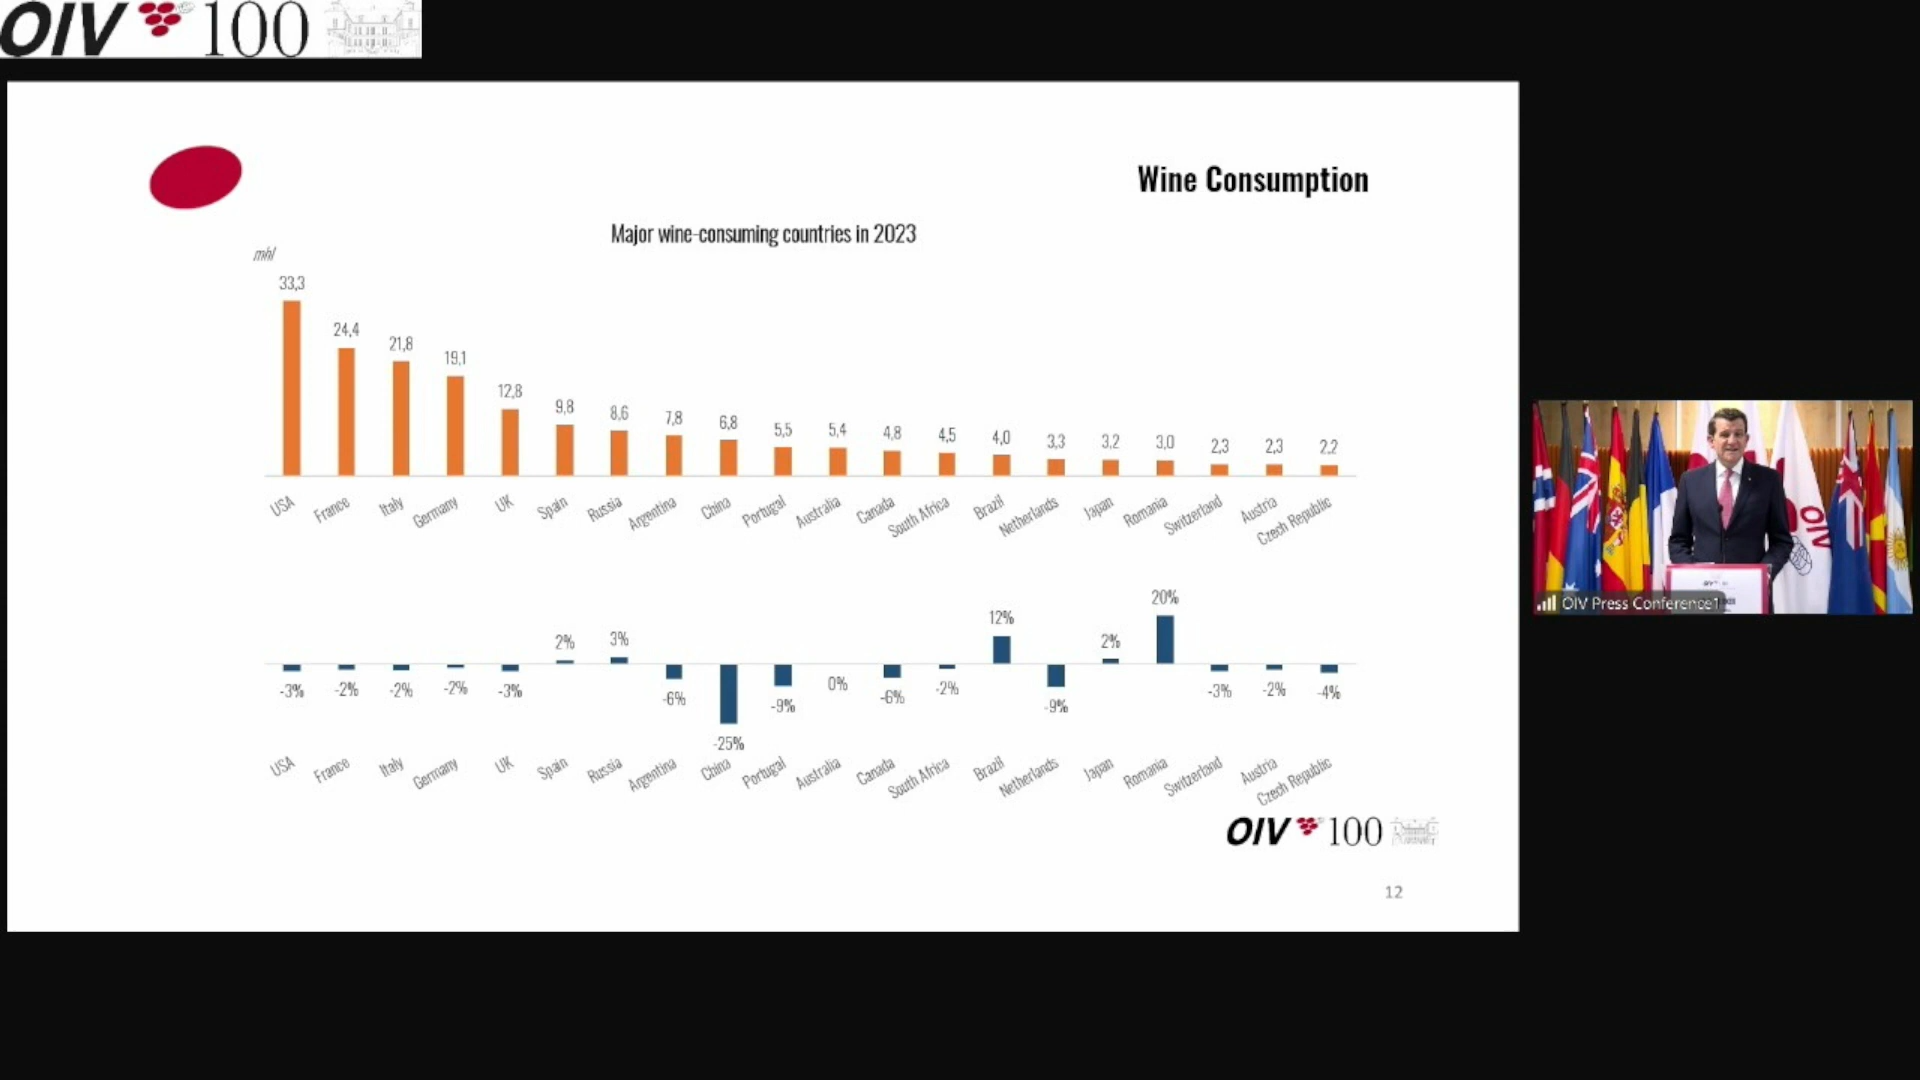 OIV 100
Wine Consumption
Major wine-consuming countries in 2023
mhl
33,3 24,4 21,8 19,1 12,8 9,8 8,6 7,8 6,8 5,5 5,4 4,8 4,5 4,0 3,3 3,2 3,0 2,3 2,3 2,2
USA France Italy Germany UK Spain Russia Argentina China Portugal Australia Canada South Africa Brazil Netherlands Japan Romania Switzerland Austria Czech Republic
-3% -2% -2% -2% -3% 2% 3% -6% -25% -9% 0% -6% -2% 12% -9% 2% 20% -3% -2% -4%
USA France Italy Germany UK Spain Russia Argentina China Portugal Australia Canada South Africa Brazil Netherlands Japan Romania Switzerland Austria Czech Republic
OIV 100
12
OIV
OIV Press Conference1